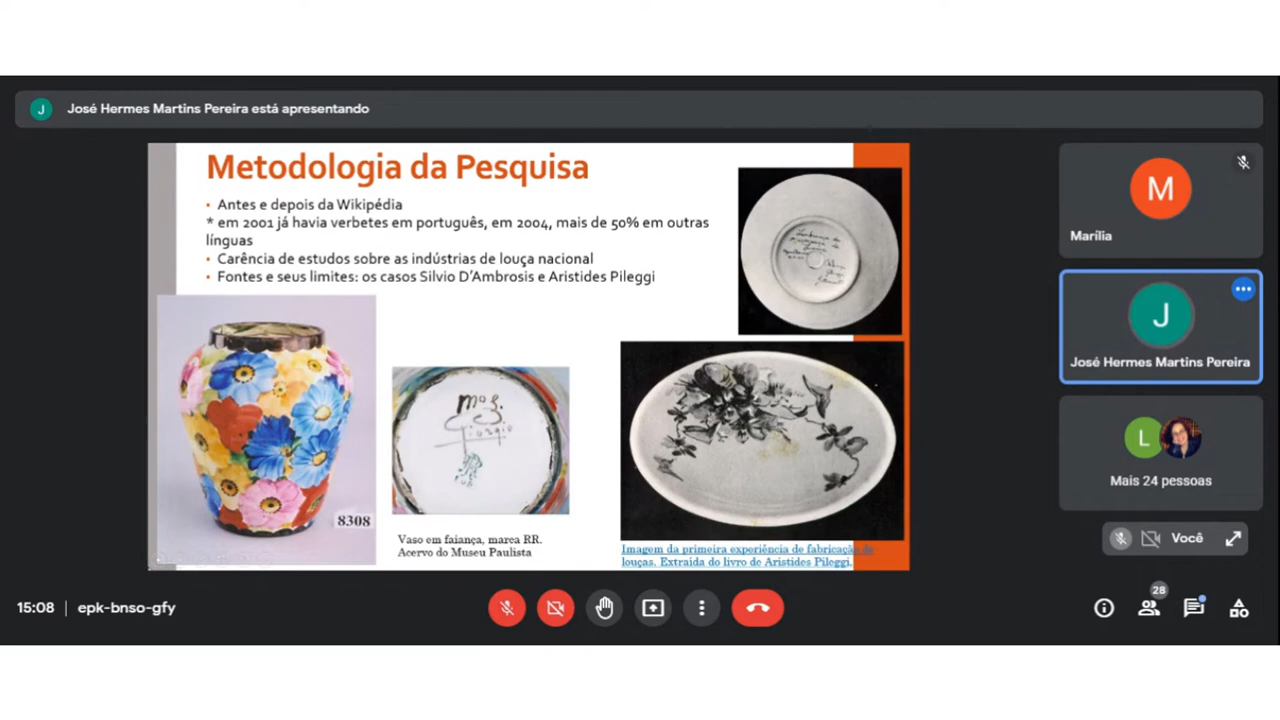 José Hermes Martins Pereira está apresentando
J
Metodologia da Pesquisa
• Antes e depois da Wikipédia
* em 2001 já havia verbetes em português, em 2004, mais de 50% em outras
línguas
• Carência de estudos sobre as indústrias de louça nacional
• Fontes e seus limites: os casos Silvio D'Ambrosis e Aristides Pileggi
8308
Vaso em faiança, marca RR.
Acervo do Museu Paulista
Imagem da primeira experiência de fabricação de
louças. Extraída do livro de Aristides Pileggi.
M
Marília
J
José Hermes Martins Pereira
L
Mais 24 pessoas
Você
15:08 | epk-bnso-gfy
28